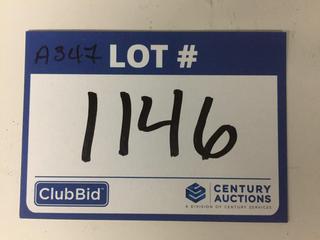 A347 LOT #
1146
ClubBid
CENTURY
AUCTIONS
A DIVISION OF CENTURY SERVICES